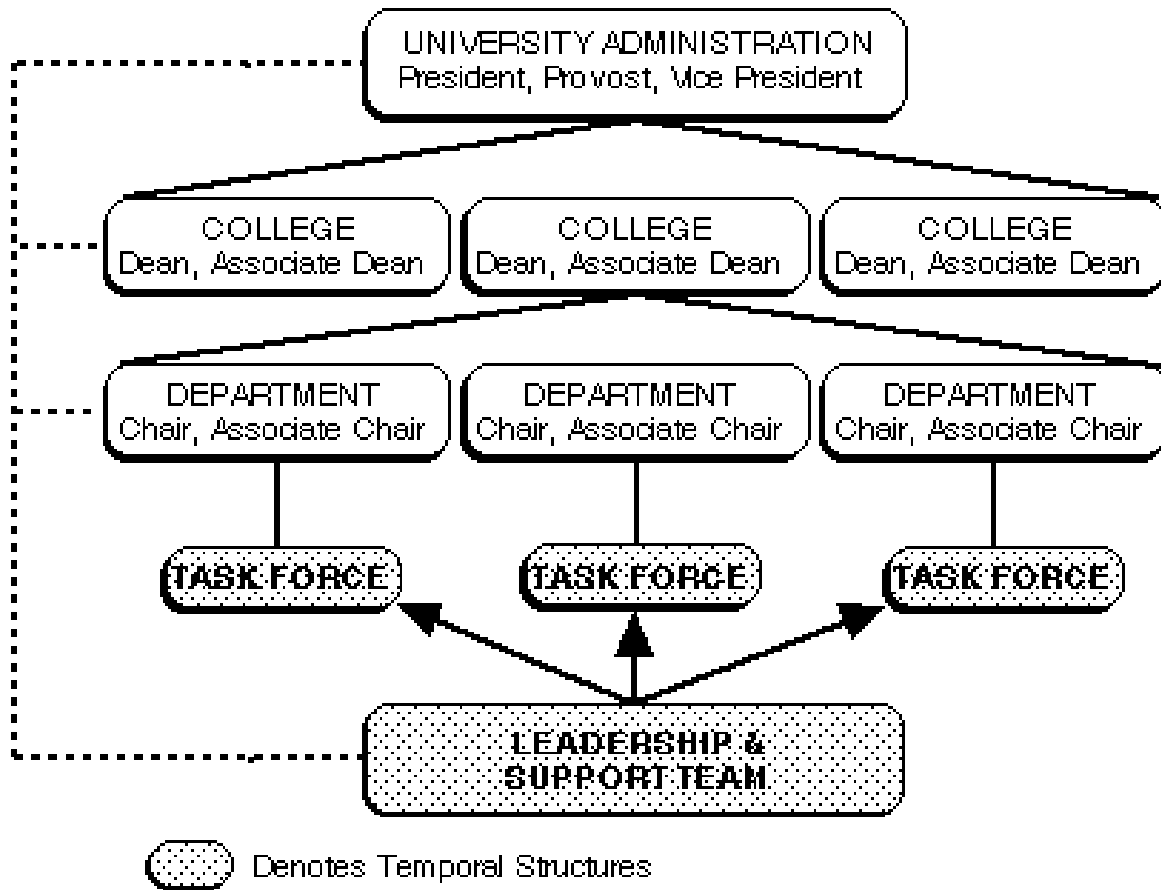 UNIVERSITY ADMINISTRATION
President, Provost, Vice President
COLLEGE
Dean, Associate Dean
COLLEGE
Dean, Associate Dean
COLLEGE
Dean, Associate Dean
DEPARTMENT
Chair, Associate Chair
DEPARTMENT
Chair, Associate Chair
DEPARTMENT
Chair, Associate Chair
TASK FORCE
TASK FORCE
TASK FORCE
LEADERSHIP &
SUPPORT TEAM
Denotes Temporal Structures